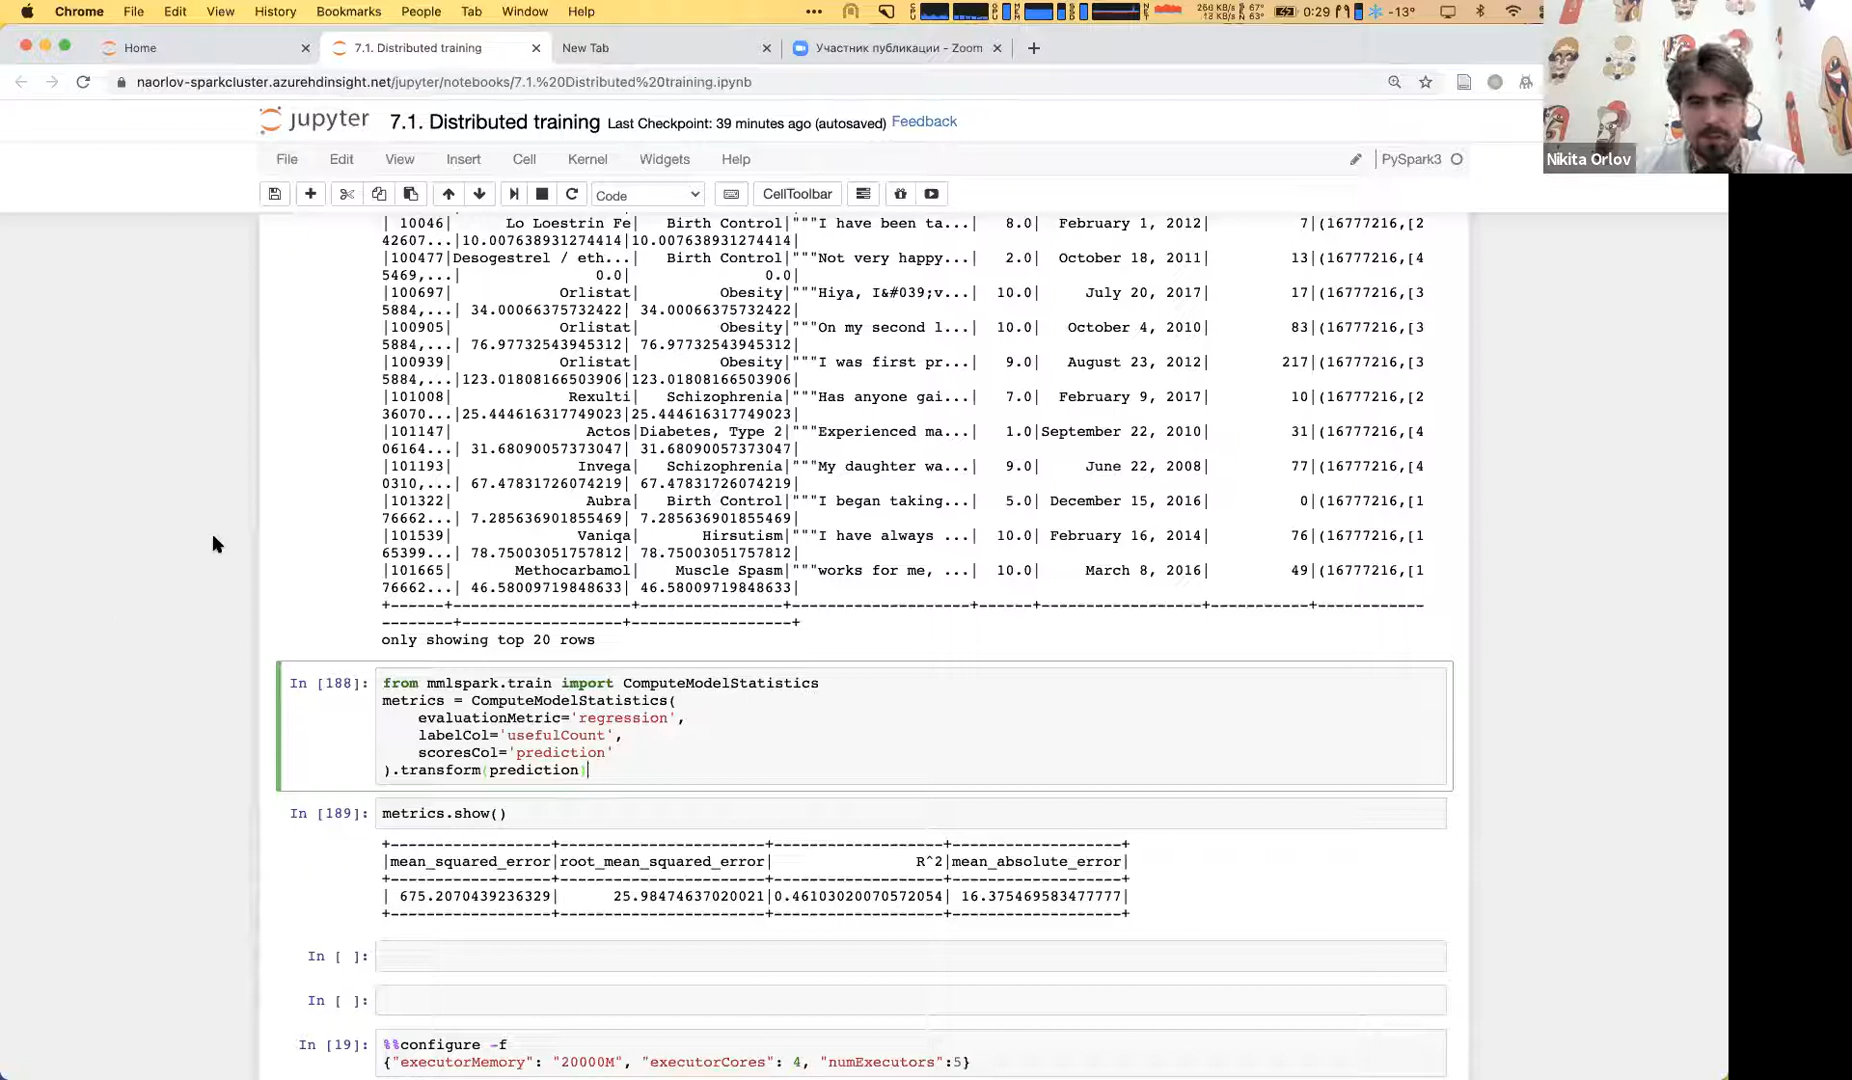 Chrome File Edit View History Bookmarks People Tab Window Help ••• 67° 63° 0:29 -13°
Home 7.1. Distributed training New Tab Участник публикации - Zoom
naorlov-sparkcluster.azurehdinsight.net/jupyter/notebooks/7.1.%20Distributed%20training.ipynb
jupyter 7.1. Distributed training Last Checkpoint: 39 minutes ago (autosaved) Feedback
Nikita Orlov
File Edit View Insert Cell Kernel Widgets Help PySpark3
Code CellToolbar
| 10046| Lo Loestrin Fe| Birth Control|"""I have been ta...| 8.0| February 1, 2012| 7|(16777216,[2
42607...|10.007638931274414|10.007638931274414|
|100477|Desogestrel / eth...| Birth Control|"""Not very happy...| 2.0| October 18, 2011| 13|(16777216,[4
5469,...| 0.0| 0.0|
|100697| Orlistat| Obesity|"""Hiya, I&#039;v...| 10.0| July 20, 2017| 17|(16777216,[3
5884,...| 34.00066375732422| 34.00066375732422|
|100905| Orlistat| Obesity|"""On my second l...| 10.0| October 4, 2010| 83|(16777216,[3
5884,...| 76.97732543945312| 76.97732543945312|
|100939| Orlistat| Obesity|"""I was first pr...| 9.0| August 23, 2012| 217|(16777216,[3
5884,...|123.01808166503906|123.01808166503906|
|101008| Rexulti| Schizophrenia|"""Has anyone gai...| 7.0| February 9, 2017| 10|(16777216,[2
36070...|25.444616317749023|25.444616317749023|
|101147| Actos|Diabetes, Type 2|"""Experienced ma...| 1.0|September 22, 2010| 31|(16777216,[4
06164...| 31.68090057373047| 31.68090057373047|
|101193| Invega| Schizophrenia|"""My daughter wa...| 9.0| June 22, 2008| 77|(16777216,[4
0310,...| 67.47831726074219| 67.47831726074219|
|101322| Aubra| Birth Control|"""I began taking...| 5.0| December 15, 2016| 0|(16777216,[1
76662...| 7.285636901855469| 7.285636901855469|
|101539| Vaniqa| Hirsutism|"""I have always ...| 10.0| February 16, 2014| 76|(16777216,[1
65399...| 78.75003051757812| 78.75003051757812|
|101665| Methocarbamol| Muscle Spasm|"""works for me, ...| 10.0| March 8, 2016| 49|(16777216,[1
76662...| 46.58009719848633| 46.58009719848633|
+-------+--------------------+----------------+--------------------+------+------------------+-----------+------------
--------+------------------+------------------+
only showing top 20 rows
In [188]: from mmlspark.train import ComputeModelStatistics
metrics = ComputeModelStatistics(
evaluationMetric='regression',
labelCol='usefulCount',
scoresCol='prediction'
).transform(prediction)
In [189]: metrics.show()
+------------------+-----------------------+-------------------+-------------------+
|mean_squared_error|root_mean_squared_error| R^2|mean_absolute_error|
+------------------+-----------------------+-------------------+-------------------+
| 675.2070439236329| 25.98474637020021|0.46103020070572054| 16.375469583477777|
+------------------+-----------------------+-------------------+-------------------+
In [ ]:
In [ ]:
In [19]: %%configure -f
{"executorMemory": "20000M", "executorCores": 4, "numExecutors":5}